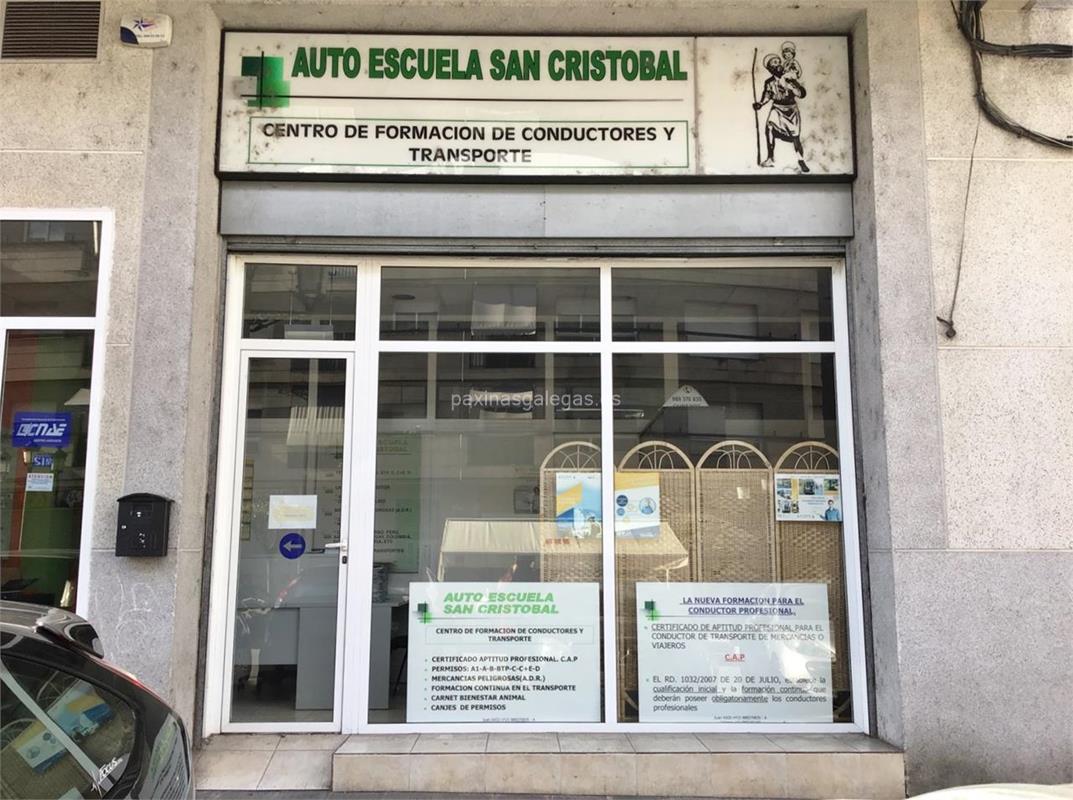 AUTO ESCUELA SAN CRISTOBAL
CENTRO DE FORMACION DE CONDUCTORES Y
TRANSPORTE
paxinasgalegas.es
CNAE
AUTO ESCUELA
SAN CRISTOBAL
CENTRO DE FORMACION DE CONDUCTORES Y
TRANSPORTE
CERTIFICADO APTITUD PROFESIONAL. C.A.P
PERMISOS: A1-A-B-BTP-C-C+E-D
MERCANCIAS PELIGROSAS(A.D.R.)
FORMACION CONTINUA EN EL TRANSPORTE
CARNET BIENESTAR ANIMAL
CANJES DE PERMISOS
LA NUEVA FORMACION PARA EL
CONDUCTOR PROFESIONAL.
CERTIFICADO DE APTITUD PROFESIONAL PARA EL
CONDUCTOR DE TRANSPORTE DE MERCANCIAS O
VIAJEROS
C.A.P
EL RD. 1032/2007 DE 20 DE JULIO, establece la
cualificación inicial y la formación continua que
deberán poseer obligatoriamente los conductores
profesionales